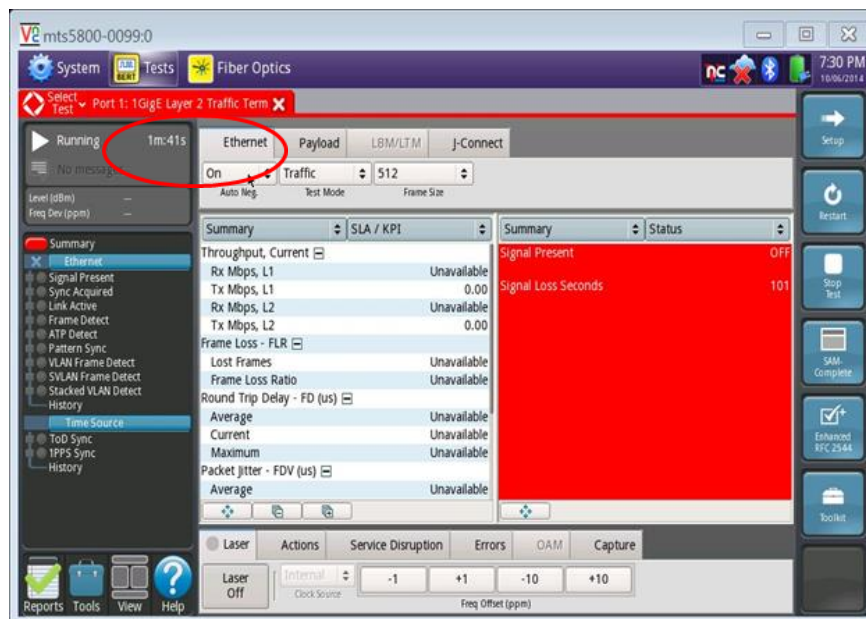 mts5800-0099:0
System Tests Fiber Optics
7:30 PM
10/06/2014
Select Test Port 1: 1GigE Layer 2 Traffic Term
Running 1m:41s
No messages
Level (dBm) --
Freq Dev (ppm) --
Summary
Ethernet
Signal Present
Sync Acquired
Link Active
Frame Detect
ATP Detect
Pattern Sync
VLAN Frame Detect
SVLAN Frame Detect
Stacked VLAN Detect
History
Time Source
ToD Sync
1PPS Sync
History
Reports Tools View Help
Ethernet Payload LBM/LTM J-Connect
On Traffic 512
Auto Neg. Test Mode Frame Size
Summary SLA / KPI
Throughput, Current
Rx Mbps, L1 Unavailable
Tx Mbps, L1 0.00
Rx Mbps, L2 Unavailable
Tx Mbps, L2 0.00
Frame Loss - FLR
Lost Frames Unavailable
Frame Loss Ratio Unavailable
Round Trip Delay - FD (us)
Average Unavailable
Current Unavailable
Maximum Unavailable
Packet Jitter - FDV (us)
Average Unavailable
Summary Status
Signal Present OFF
Signal Loss Seconds 101
Laser Actions Service Disruption Errors OAM Capture
Laser Off
Internal -1 +1 -10 +10
Clock Source Freq Offset (ppm)
Setup
Restart
Stop Test
SAM-Complete
Enhanced RFC 2544
Toolkit